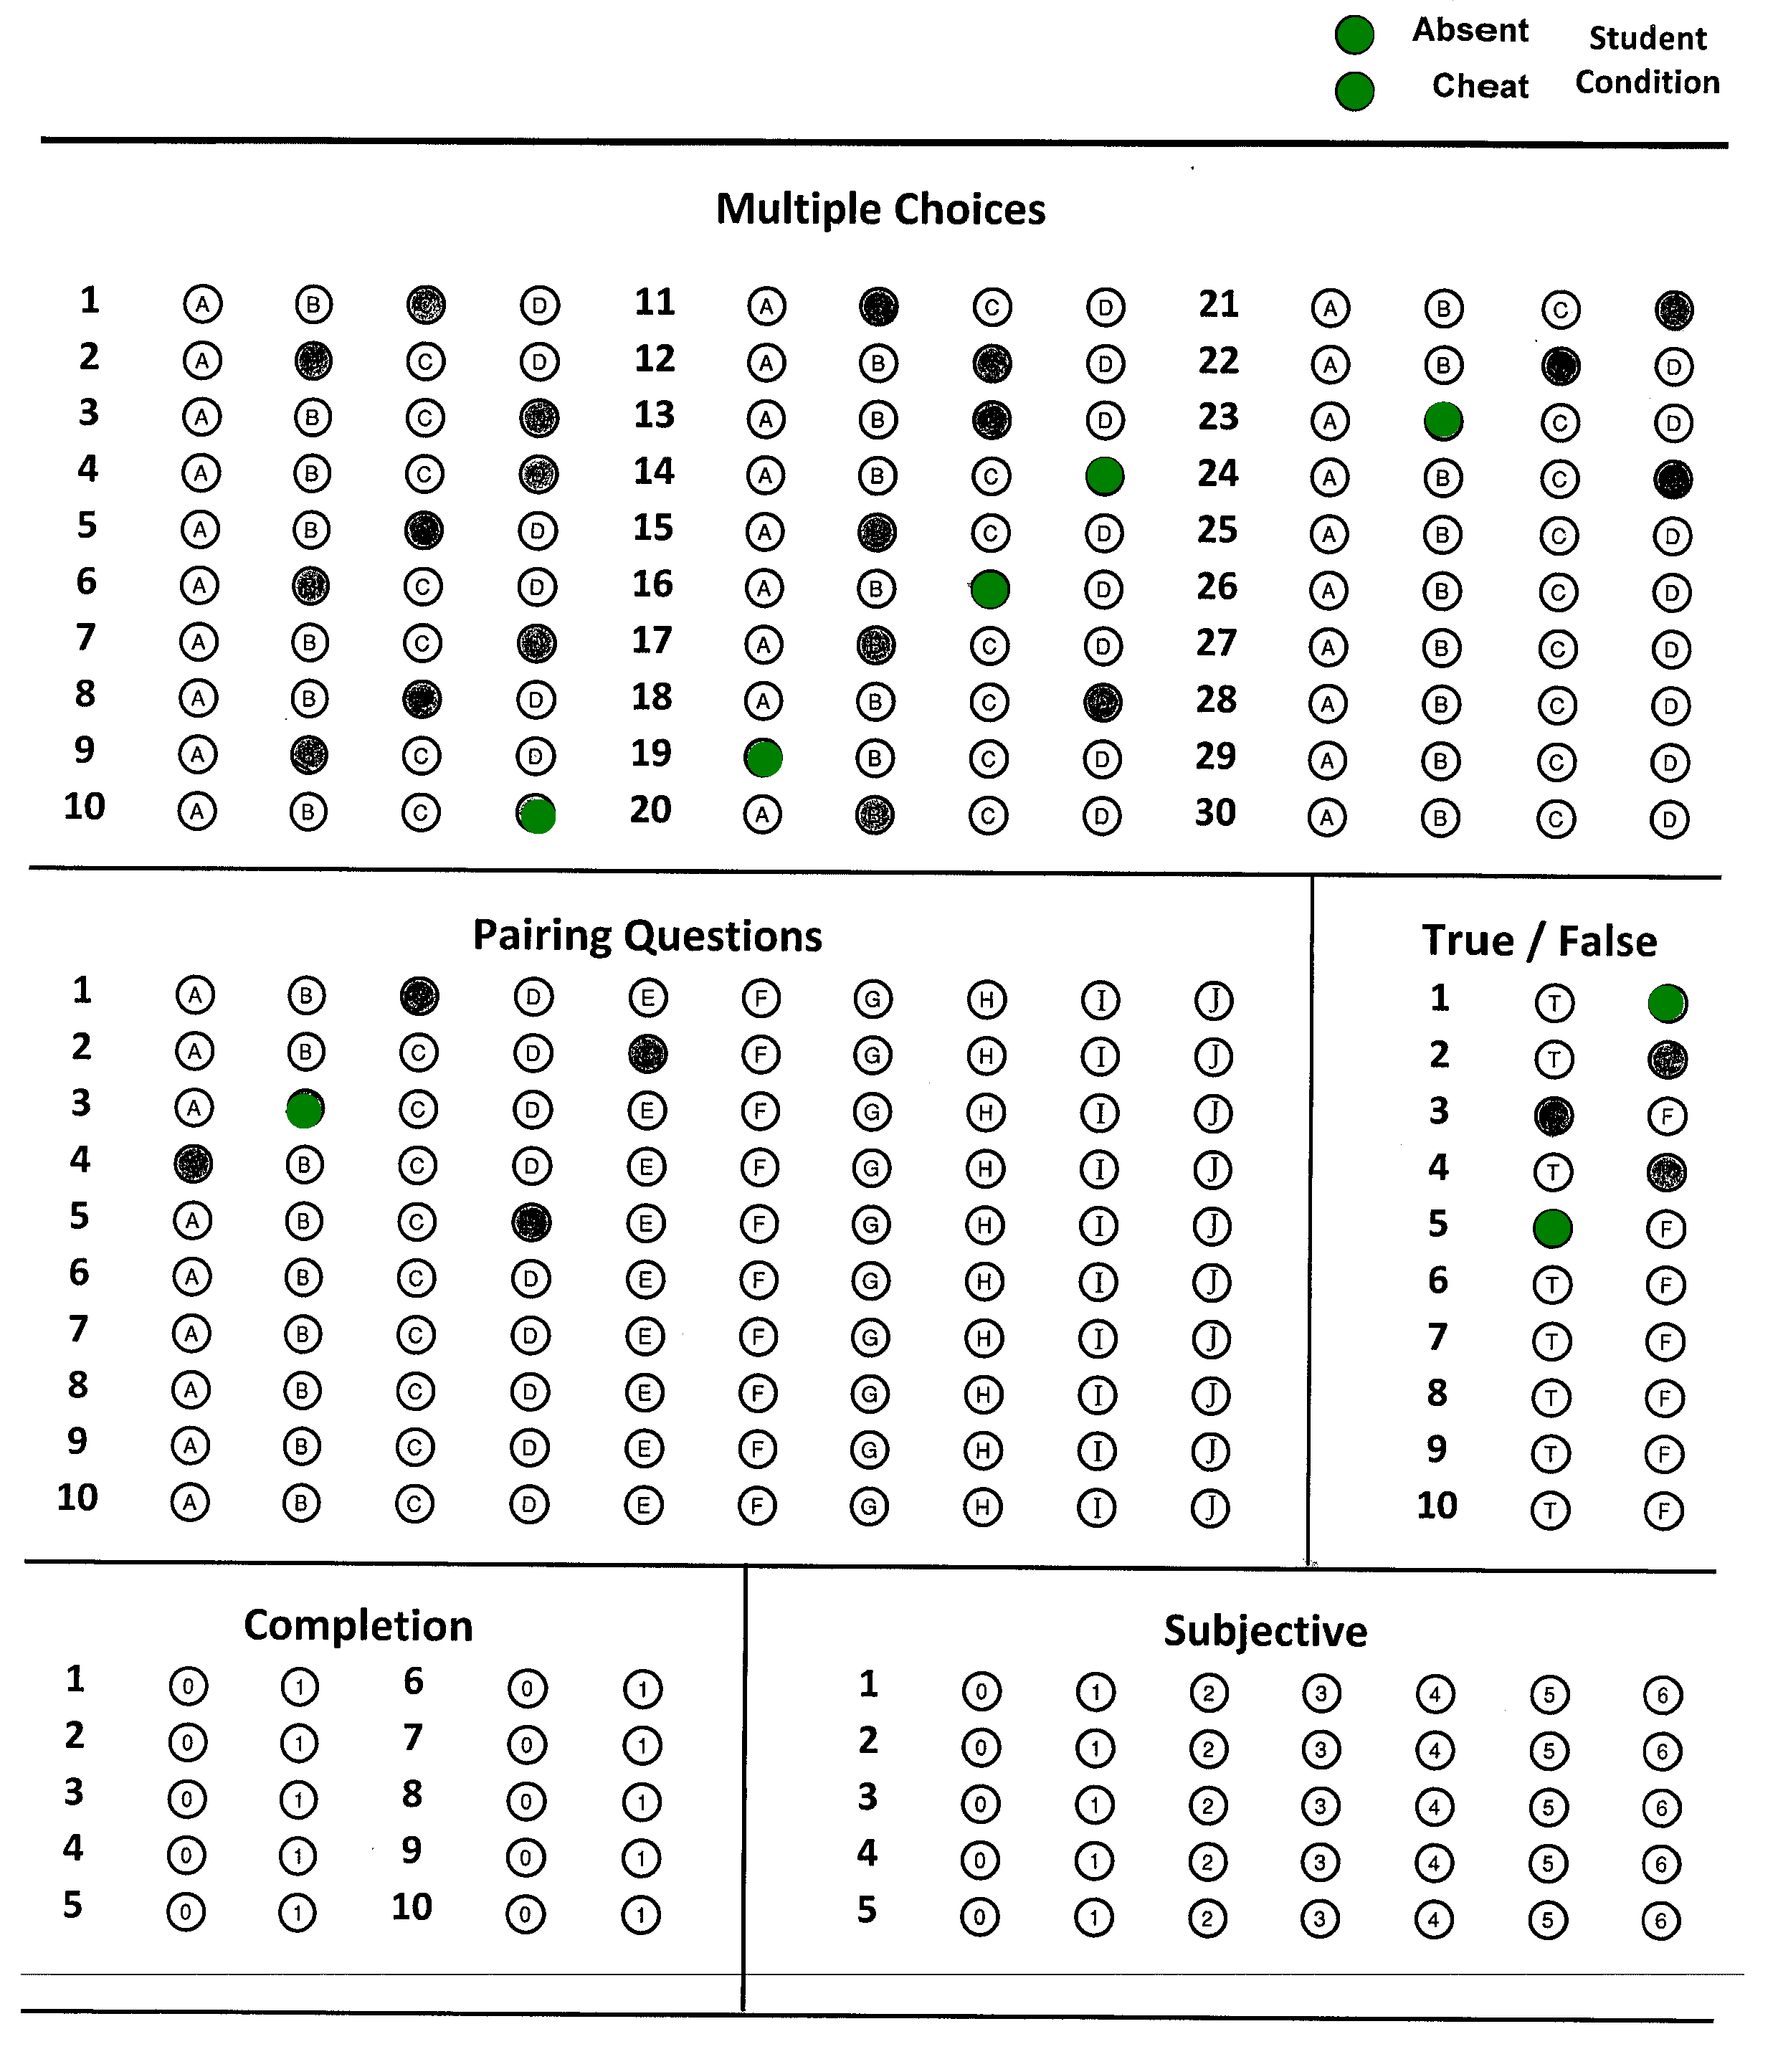 Absent Student
Cheat Condition
Multiple Choices
1 A B C D 11 A C D 21 A B C
2 A C D 12 A B D 22 A B D
3 A B C 13 A B D 23 A C D
4 A B C D 14 A B C 24 A B C
5 A B D 15 A C D 25 A B C D
6 A B C D 16 A B D 26 A B C D
7 A B C 17 A B C D 27 A B C D
8 A B D 18 A B C 28 A B C D
9 A C D 19 B C D 29 A B C D
10 A B C 20 A B C D 30 A B C D
Pairing Questions
True / False
1 A B D E F G H I J 1 T
2 A B C D F G H I J 2 T
3 A C D E F G H I J 3 F
4 B C D E F G H I J 4 T
5 A B C E F G H I J 5 F
6 A B C D E F G H I J 6 T F
7 A B C D E F G H I J 7 T F
8 A B C D E F G H I J 8 T F
9 A B C D E F G H I J 9 T F
10 A B C D E F G H I J 10 T F
Completion
Subjective
1 0 1 6 0 1 1 0 1 2 3 4 5 6
2 0 1 7 0 1 2 0 1 2 3 4 5 6
3 0 1 8 0 1 3 0 1 2 3 4 5 6
4 0 1 9 0 1 4 0 1 2 3 4 5 6
5 0 1 10 0 1 5 0 1 2 3 4 5 6